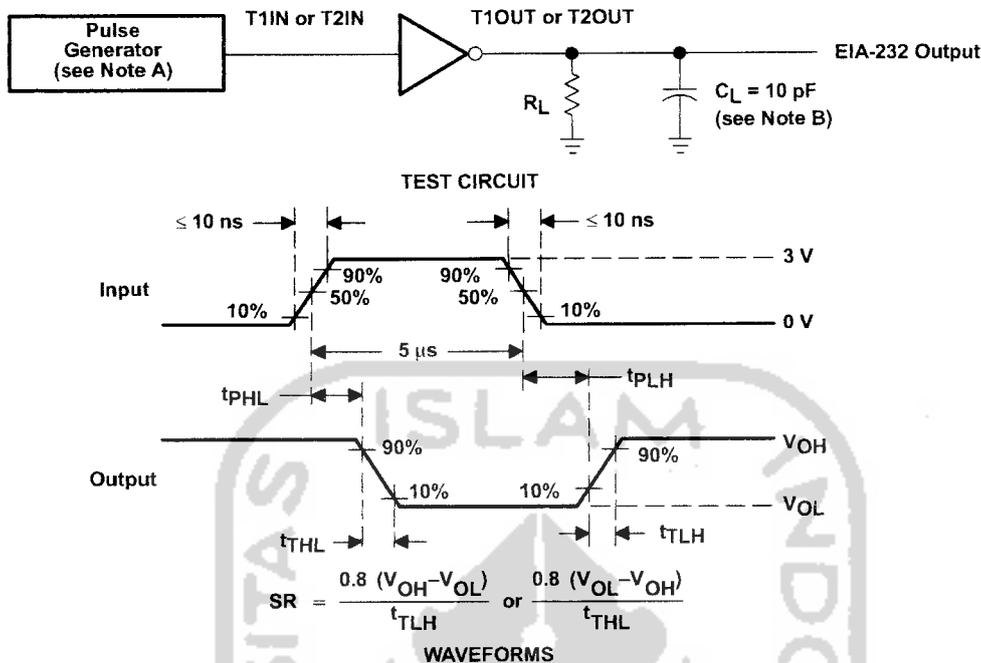 T1IN or T2IN
T1OUT or T2OUT
Pulse
Generator
(see Note A)
EIA-232 Output
RL
CL = 10 pF
(see Note B)
TEST CIRCUIT
≤ 10 ns
≤ 10 ns
3 V
90%
90%
Input
50%
50%
10%
10%
0 V
5 µs
tPHL
tPLH
ISLAM
VOH
90%
90%
Output
10%
10%
VOL
tTHL
tTLH
SR = 0.8 (VOH–VOL) / tTLH or 0.8 (VOL–VOH) / tTHL
WAVEFORMS
SITAS
INDO